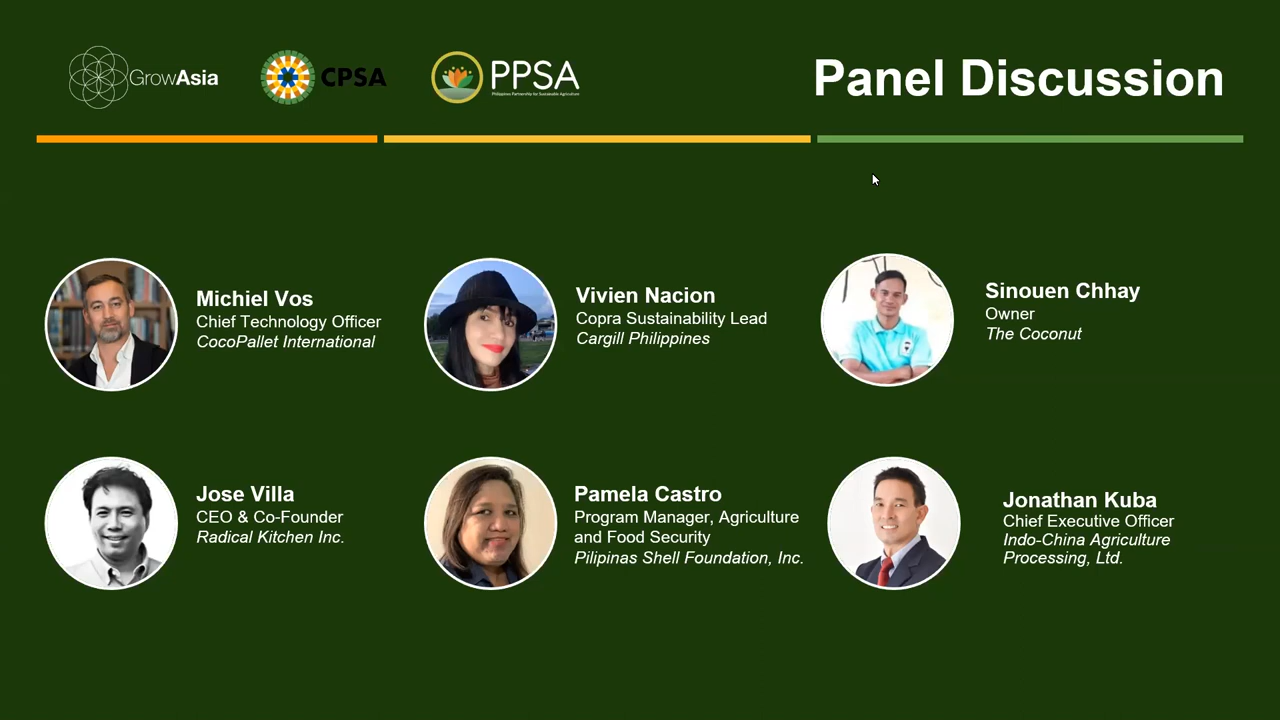 GrowAsia
CPSA
PPSA
Philippines Partnership for Sustainable Agriculture
Panel Discussion
Michiel Vos
Chief Technology Officer
CocoPallet International
Vivien Nacion
Copra Sustainability Lead
Cargill Philippines
Sinouen Chhay
Owner
The Coconut
Jose Villa
CEO & Co-Founder
Radical Kitchen Inc.
Pamela Castro
Program Manager, Agriculture
and Food Security
Pilipinas Shell Foundation, Inc.
Jonathan Kuba
Chief Executive Officer
Indo-China Agriculture
Processing, Ltd.